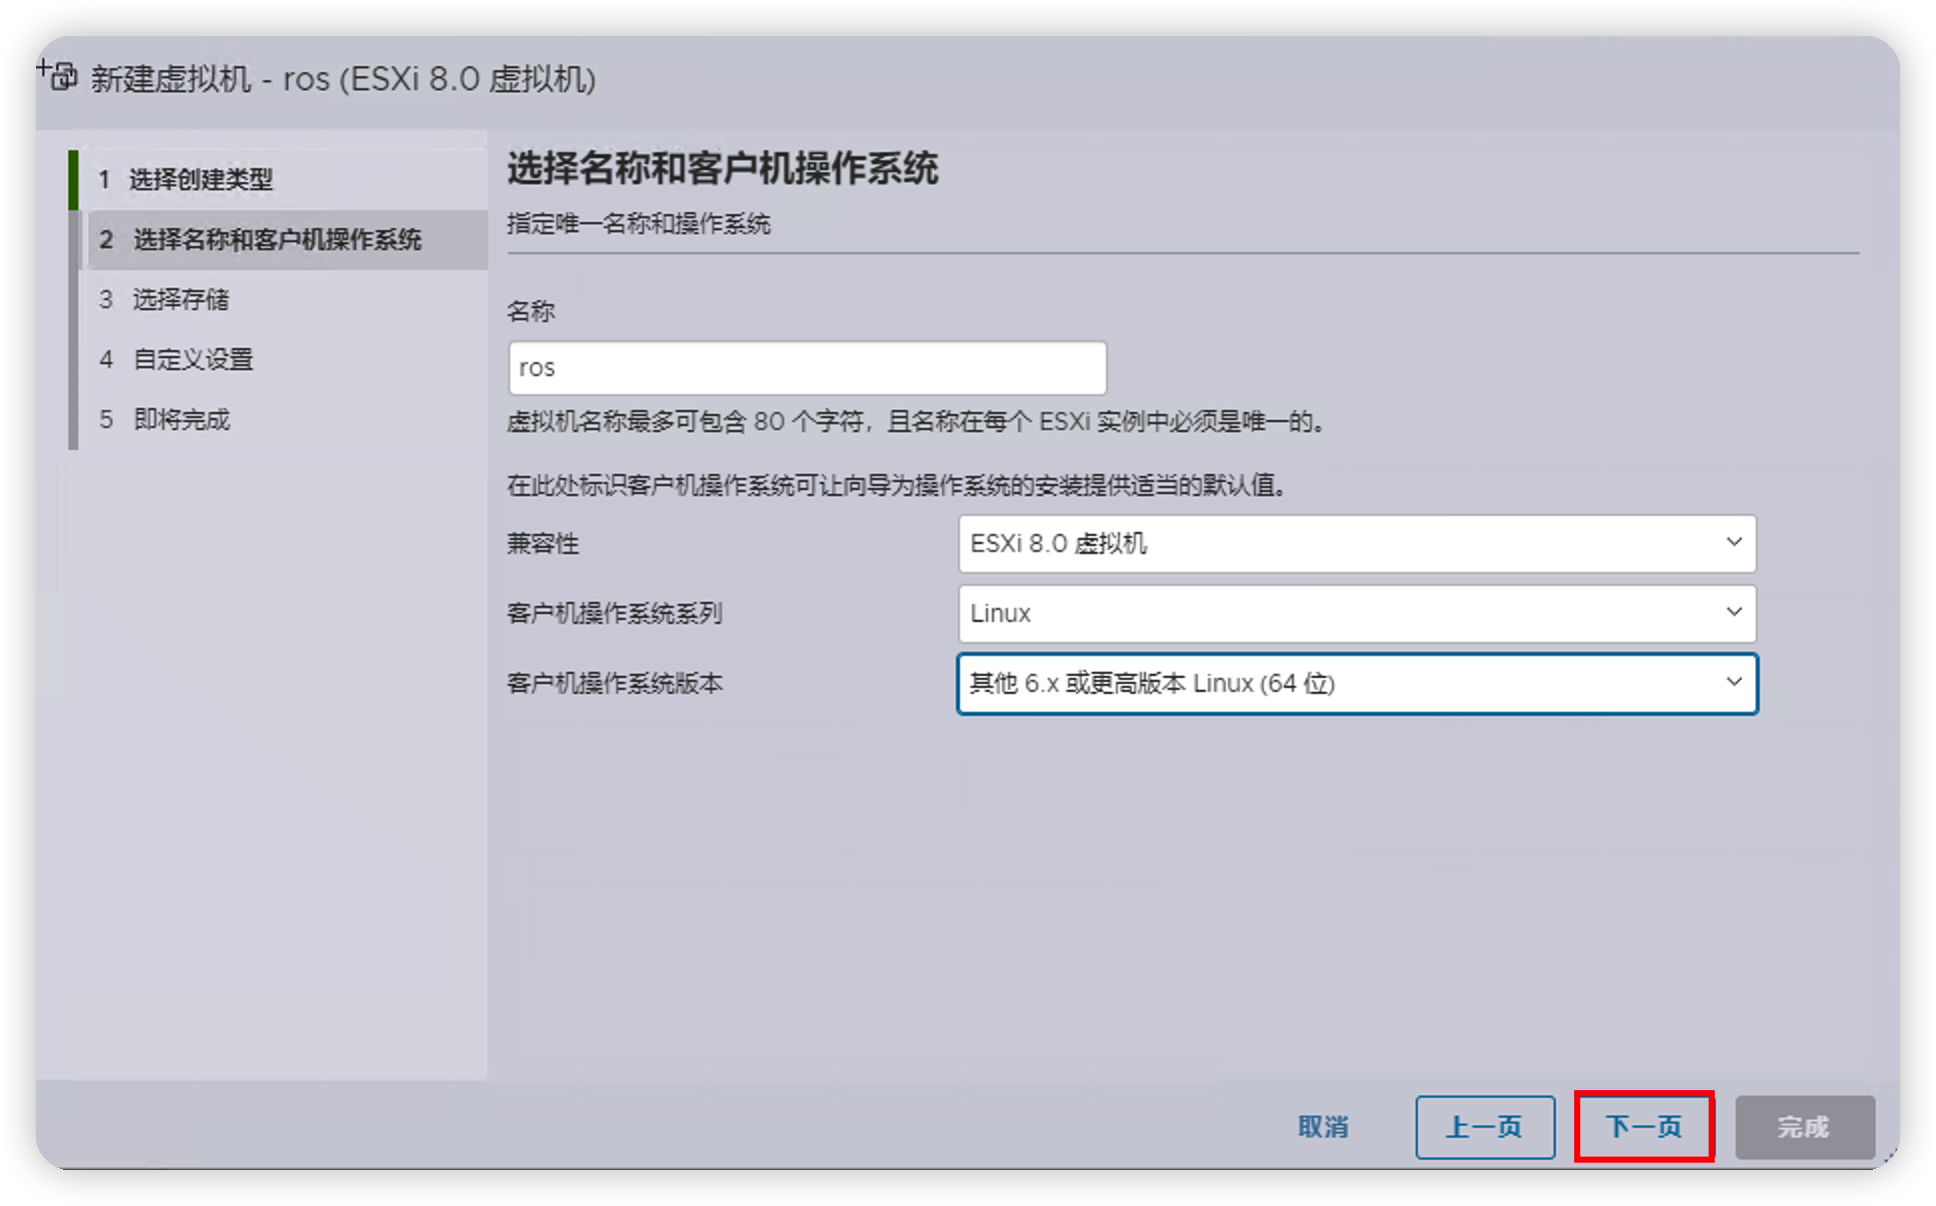 新建虚拟机 - ros (ESXi 8.0 虚拟机)
1 选择创建类型
2 选择名称和客户机操作系统
3 选择存储
4 自定义设置
5 即将完成
选择名称和客户机操作系统
指定唯一名称和操作系统
名称
ros
虚拟机名称最多可包含 80 个字符，且名称在每个 ESXi 实例中必须是唯一的。
在此处标识客户机操作系统可让向导为操作系统的安装提供适当的默认值。
兼容性 ESXi 8.0 虚拟机
客户机操作系统系列 Linux
客户机操作系统版本 其他 6.x 或更高版本 Linux (64 位)
取消 上一页 下一页 完成